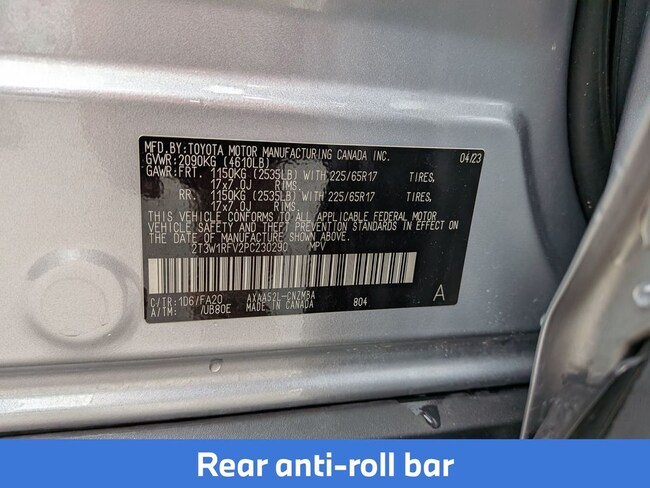 MFD.BY:TOYOTA MOTOR MANUFACTURING CANADA INC. 04/23
GVWR:2090KG (4610LB)
GAWR:FRT. 1150KG (2535LB) WITH 225/65R17 TIRES.
17x7.0J RIMS.
RR. 1150KG (2535LB) WITH 225/65R17 TIRES.
17x7.0J RIMS.
THIS VEHICLE CONFORMS TO ALL APPLICABLE FEDERAL MOTOR
VEHICLE SAFETY AND THEFT PREVENTION STANDARDS IN EFFECT ON
THE DATE OF MANUFACTURE SHOWN ABOVE.
2T3W1RFV2PC230290 MPV
C/TR:1D6/FA20 AXAA52L-CNZMBA 804 A
A/TM: /UB80E MADE IN CANADA
Rear anti-roll bar